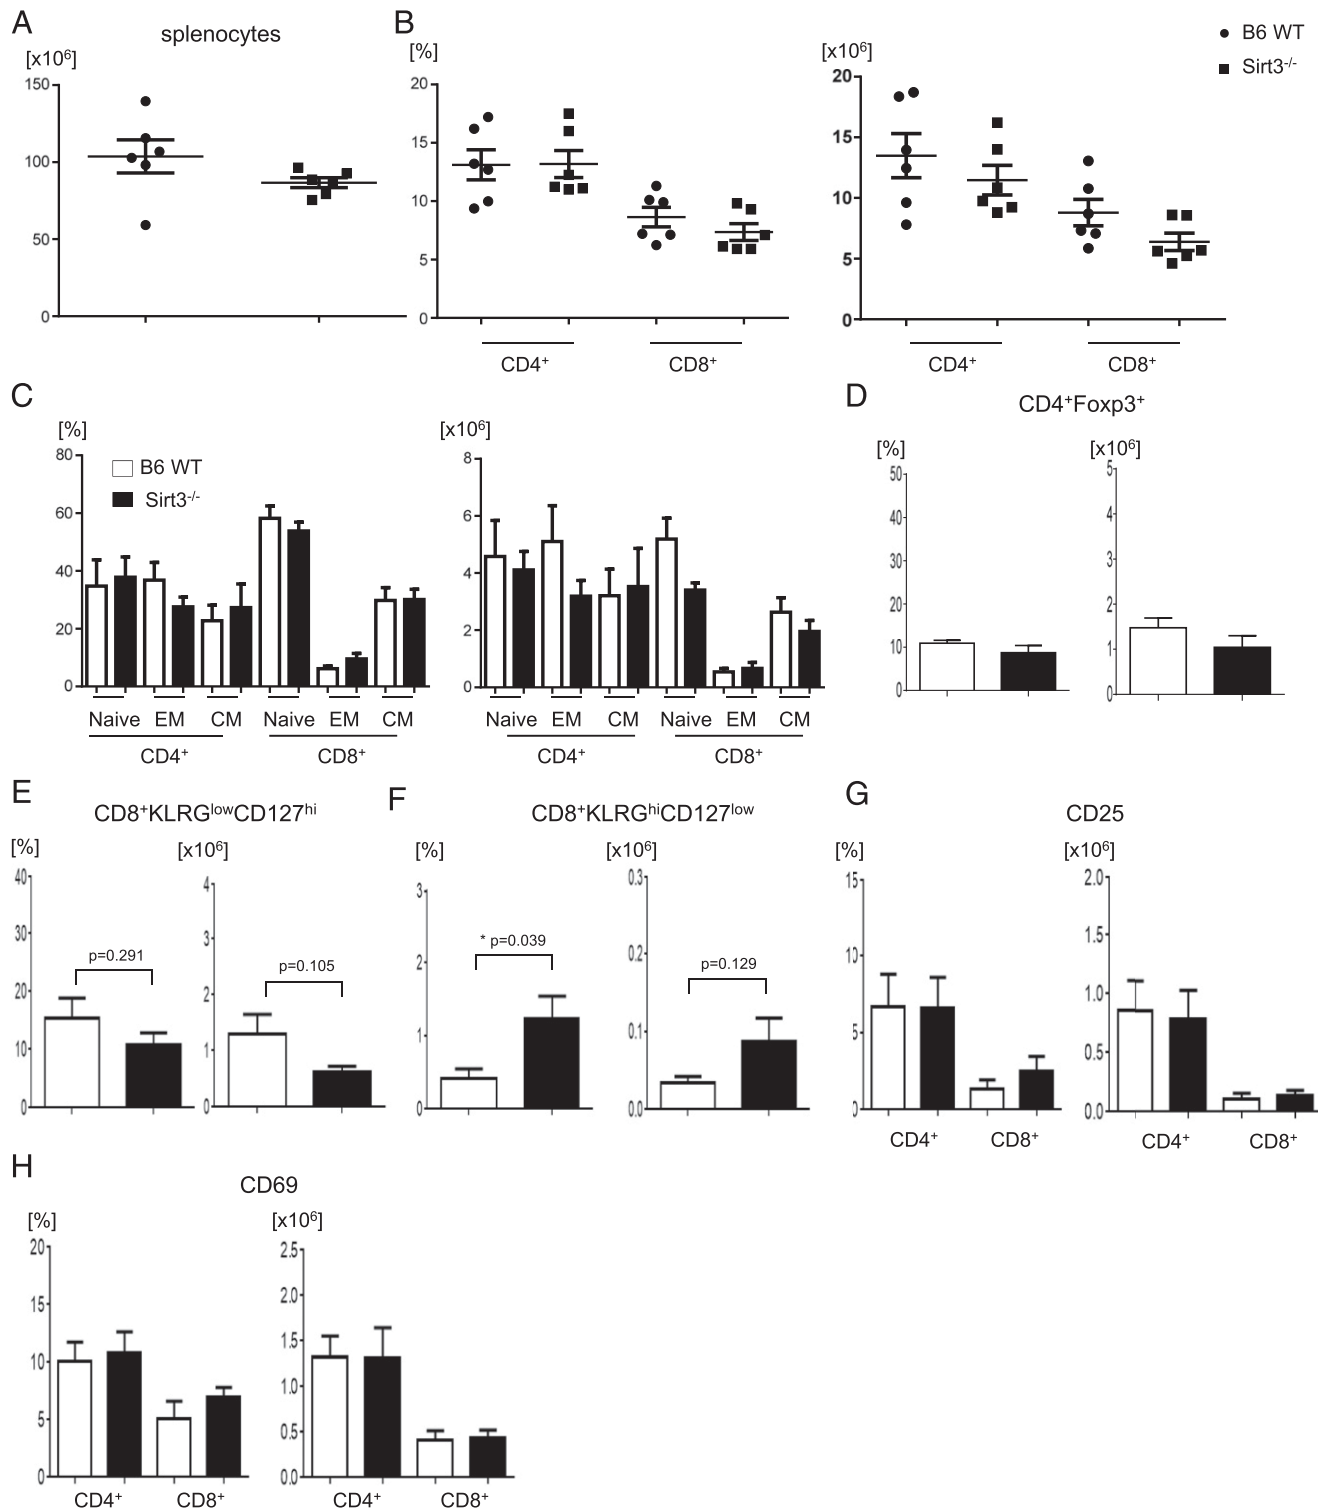 A
splenocytes
[x10⁶]
150
100
50
0
B
[%]
20
15
10
5
0
CD4⁺ CD8⁺
[x10⁶]
20
15
10
5
0
CD4⁺ CD8⁺
B6 WT
Sirt3⁻/⁻
C
[%]
80
60
40
20
0
B6 WT
Sirt3⁻/⁻
Naive EM CM Naive EM CM
CD4⁺ CD8⁺
[x10⁶]
8
6
4
2
0
Naive EM CM Naive EM CM
CD4⁺ CD8⁺
D
CD4⁺Foxp3⁺
[%]
50
40
30
20
10
0
[x10⁶]
5
4
3
2
1
0
E
CD8⁺KLRGˡᵒʷCD127ʰⁱ
[%]
40
30
20
10
0
p=0.291
[x10⁶]
4
3
2
1
0
p=0.105
F
CD8⁺KLRGʰⁱCD127ˡᵒʷ
[%]
3
2
1
0
* p=0.039
[x10⁶]
0.3
0.2
0.1
0.0
p=0.129
G
CD25
[%]
15
10
5
0
CD4⁺ CD8⁺
[x10⁶]
2.0
1.5
1.0
0.5
0.0
CD4⁺ CD8⁺
H
CD69
[%]
20
15
10
5
0
CD4⁺ CD8⁺
[x10⁶]
2.5
2.0
1.5
1.0
0.5
0.0
CD4⁺ CD8⁺